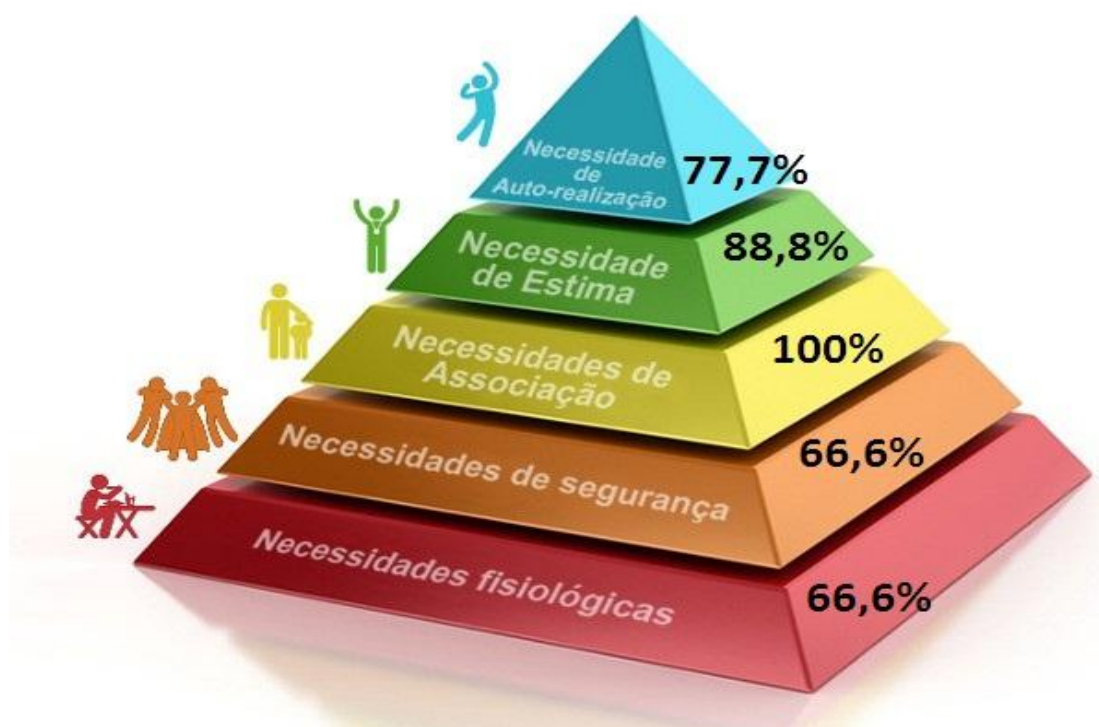 Necessidade
de
Auto-realização
77,7%
Necessidade
de Estima
88,8%
Necessidades de
Associação
100%
Necessidades de segurança
66,6%
Necessidades fisiológicas
66,6%